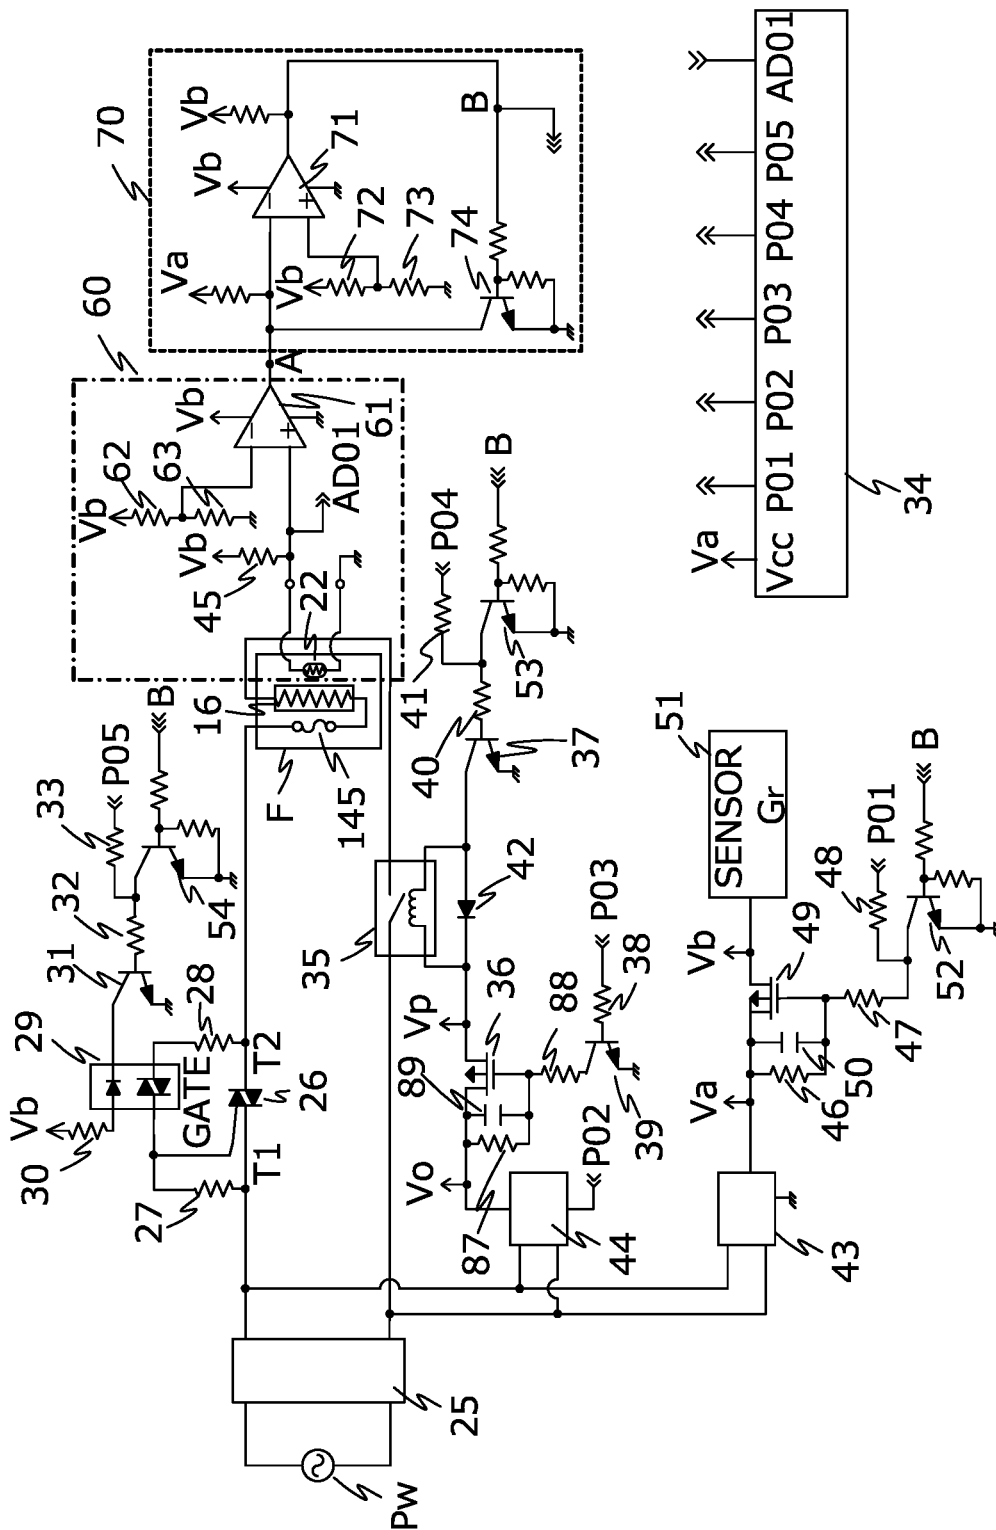 Pw
25
27
30
Vb
29
GATE
T1
T2
26
28
31
32
33
P05
B
54
F
145
16
22
45
Vb
AD01
Vb
62
63
Vb
61
60
A
70
Va
Vb
72
73
74
Vb
71
Vb
B
35
42
Vp
36
Vo
89
87
44
P02
88
39
38
P03
40
41
P04
37
53
B
43
Va
46
50
47
Vb
49
48
P01
52
B
51
SENSOR
Gr
34
Va
Vcc P01 P02 P03 P04 P05 AD01